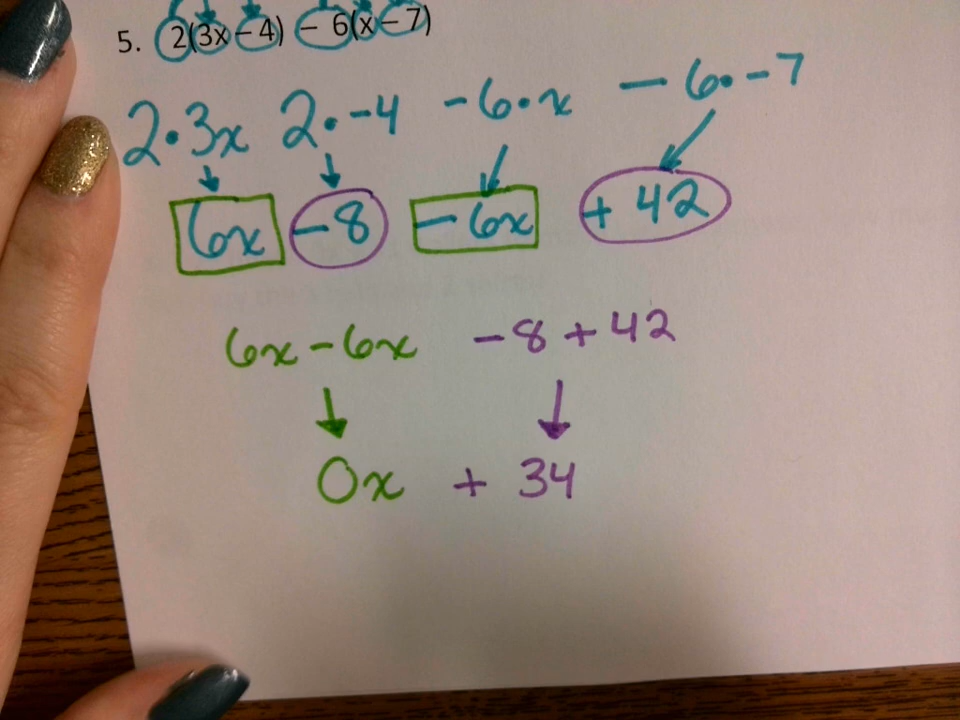 5. 2(3x – 4) – 6(x – 7)
2•3x 2•-4 -6•x -6•-7
6x -8 -6x +42
6x-6x -8+42
0x + 34